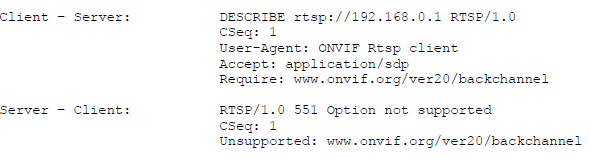 Client – Server: DESCRIBE rtsp://192.168.0.1 RTSP/1.0
CSeq: 1
User-Agent: ONVIF Rtsp client
Accept: application/sdp
Require: www.onvif.org/ver20/backchannel
Server – Client: RTSP/1.0 551 Option not supported
CSeq: 1
Unsupported: www.onvif.org/ver20/backchannel